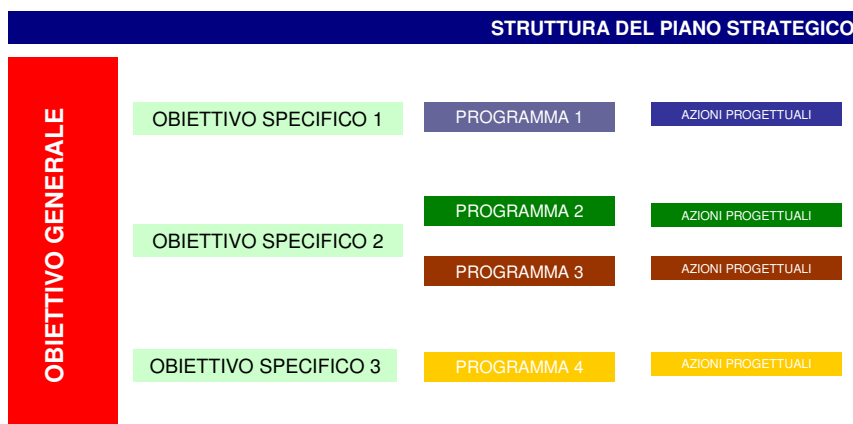 STRUTTURA DEL PIANO STRATEGICO
OBIETTIVO GENERALE
OBIETTIVO SPECIFICO 1
PROGRAMMA 1
AZIONI PROGETTUALI
OBIETTIVO SPECIFICO 2
PROGRAMMA 2
AZIONI PROGETTUALI
PROGRAMMA 3
AZIONI PROGETTUALI
OBIETTIVO SPECIFICO 3
PROGRAMMA 4
AZIONI PROGETTUALI